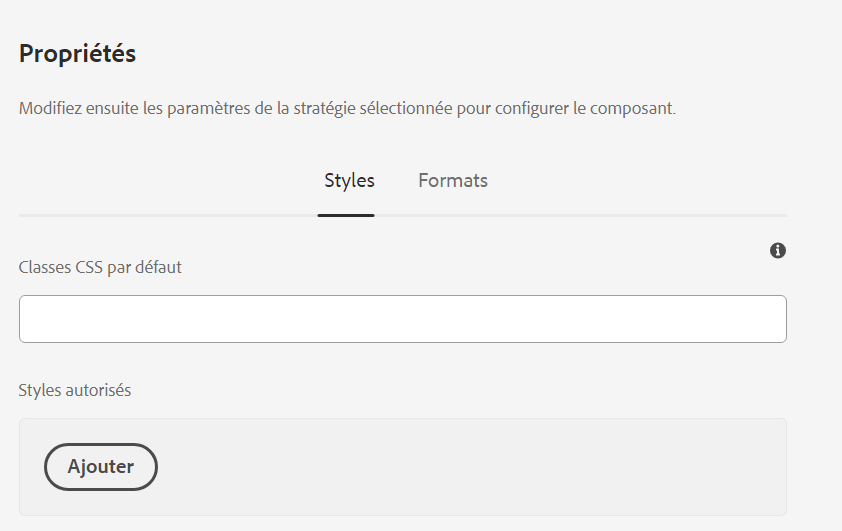 Propriétés
Modifiez ensuite les paramètres de la stratégie sélectionnée pour configurer le composant.
Styles Formats
Classes CSS par défaut
Styles autorisés
Ajouter